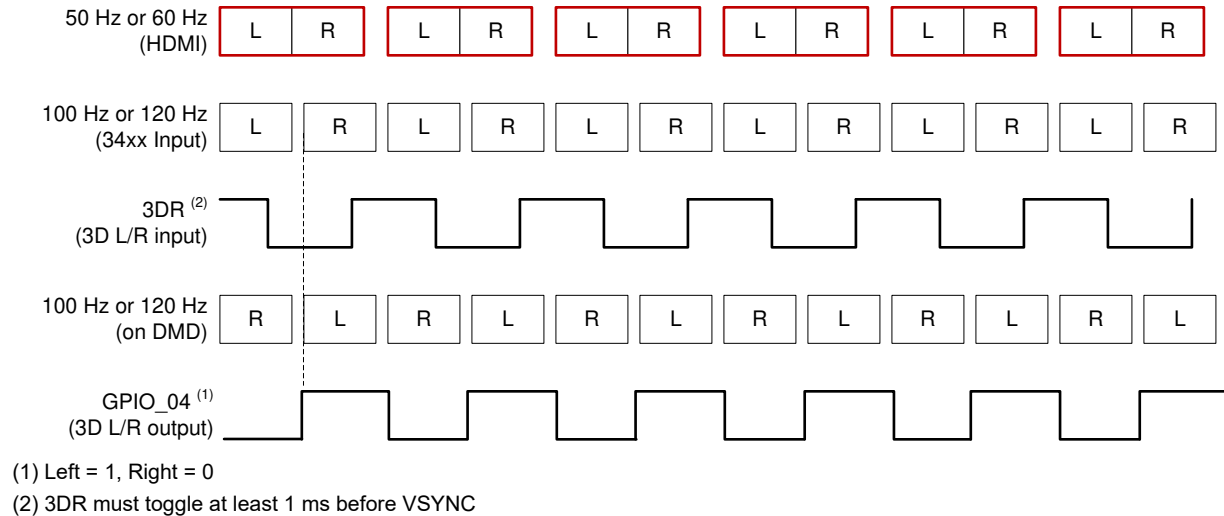 50 Hz or 60 Hz
(HDMI)
L R L R L R L R L R L R
100 Hz or 120 Hz
(34xx Input)
L R L R L R L R L R L R
3DR (2)
(3D L/R input)
100 Hz or 120 Hz
(on DMD)
R L R L R L R L R L R L
GPIO_04 (1)
(3D L/R output)
(1) Left = 1, Right = 0
(2) 3DR must toggle at least 1 ms before VSYNC